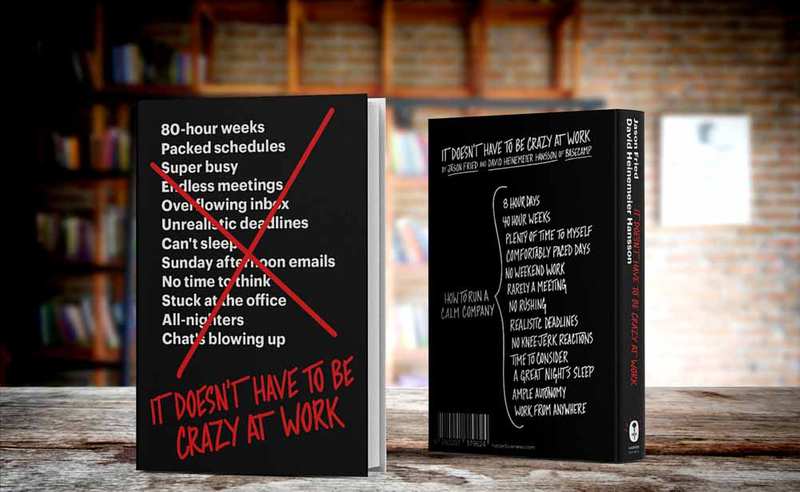 80-hour weeks
Packed schedules
Super busy
Endless meetings
Overflowing inbox
Unrealistic deadlines
Can't sleep
Sunday afternoon emails
No time to think
Stuck at the office
All-nighters
Chat's blowing up
IT DOESN'T HAVE TO BE
CRAZY AT WORK
IT DOESN'T HAVE TO BE CRAZY AT WORK
BY JASON FRIED AND DAVID HEINEMEIER HANSSON OF BASECAMP
HOW TO RUN A
CALM COMPANY
8 HOUR DAYS
40 HOUR WEEKS
PLENTY OF TIME TO MYSELF
COMFORTABLY PACED DAYS
NO WEEKEND WORK
RARELY A MEETING
NO RUSHING
REALISTIC DEADLINES
NO KNEE-JERK REACTIONS
TIME TO CONSIDER
A GREAT NIGHT'S SLEEP
AMPLE AUTONOMY
WORK FROM ANYWHERE
Jason Fried
David Heinemeier Hansson
IT DOESN'T HAVE TO BE CRAZY AT WORK